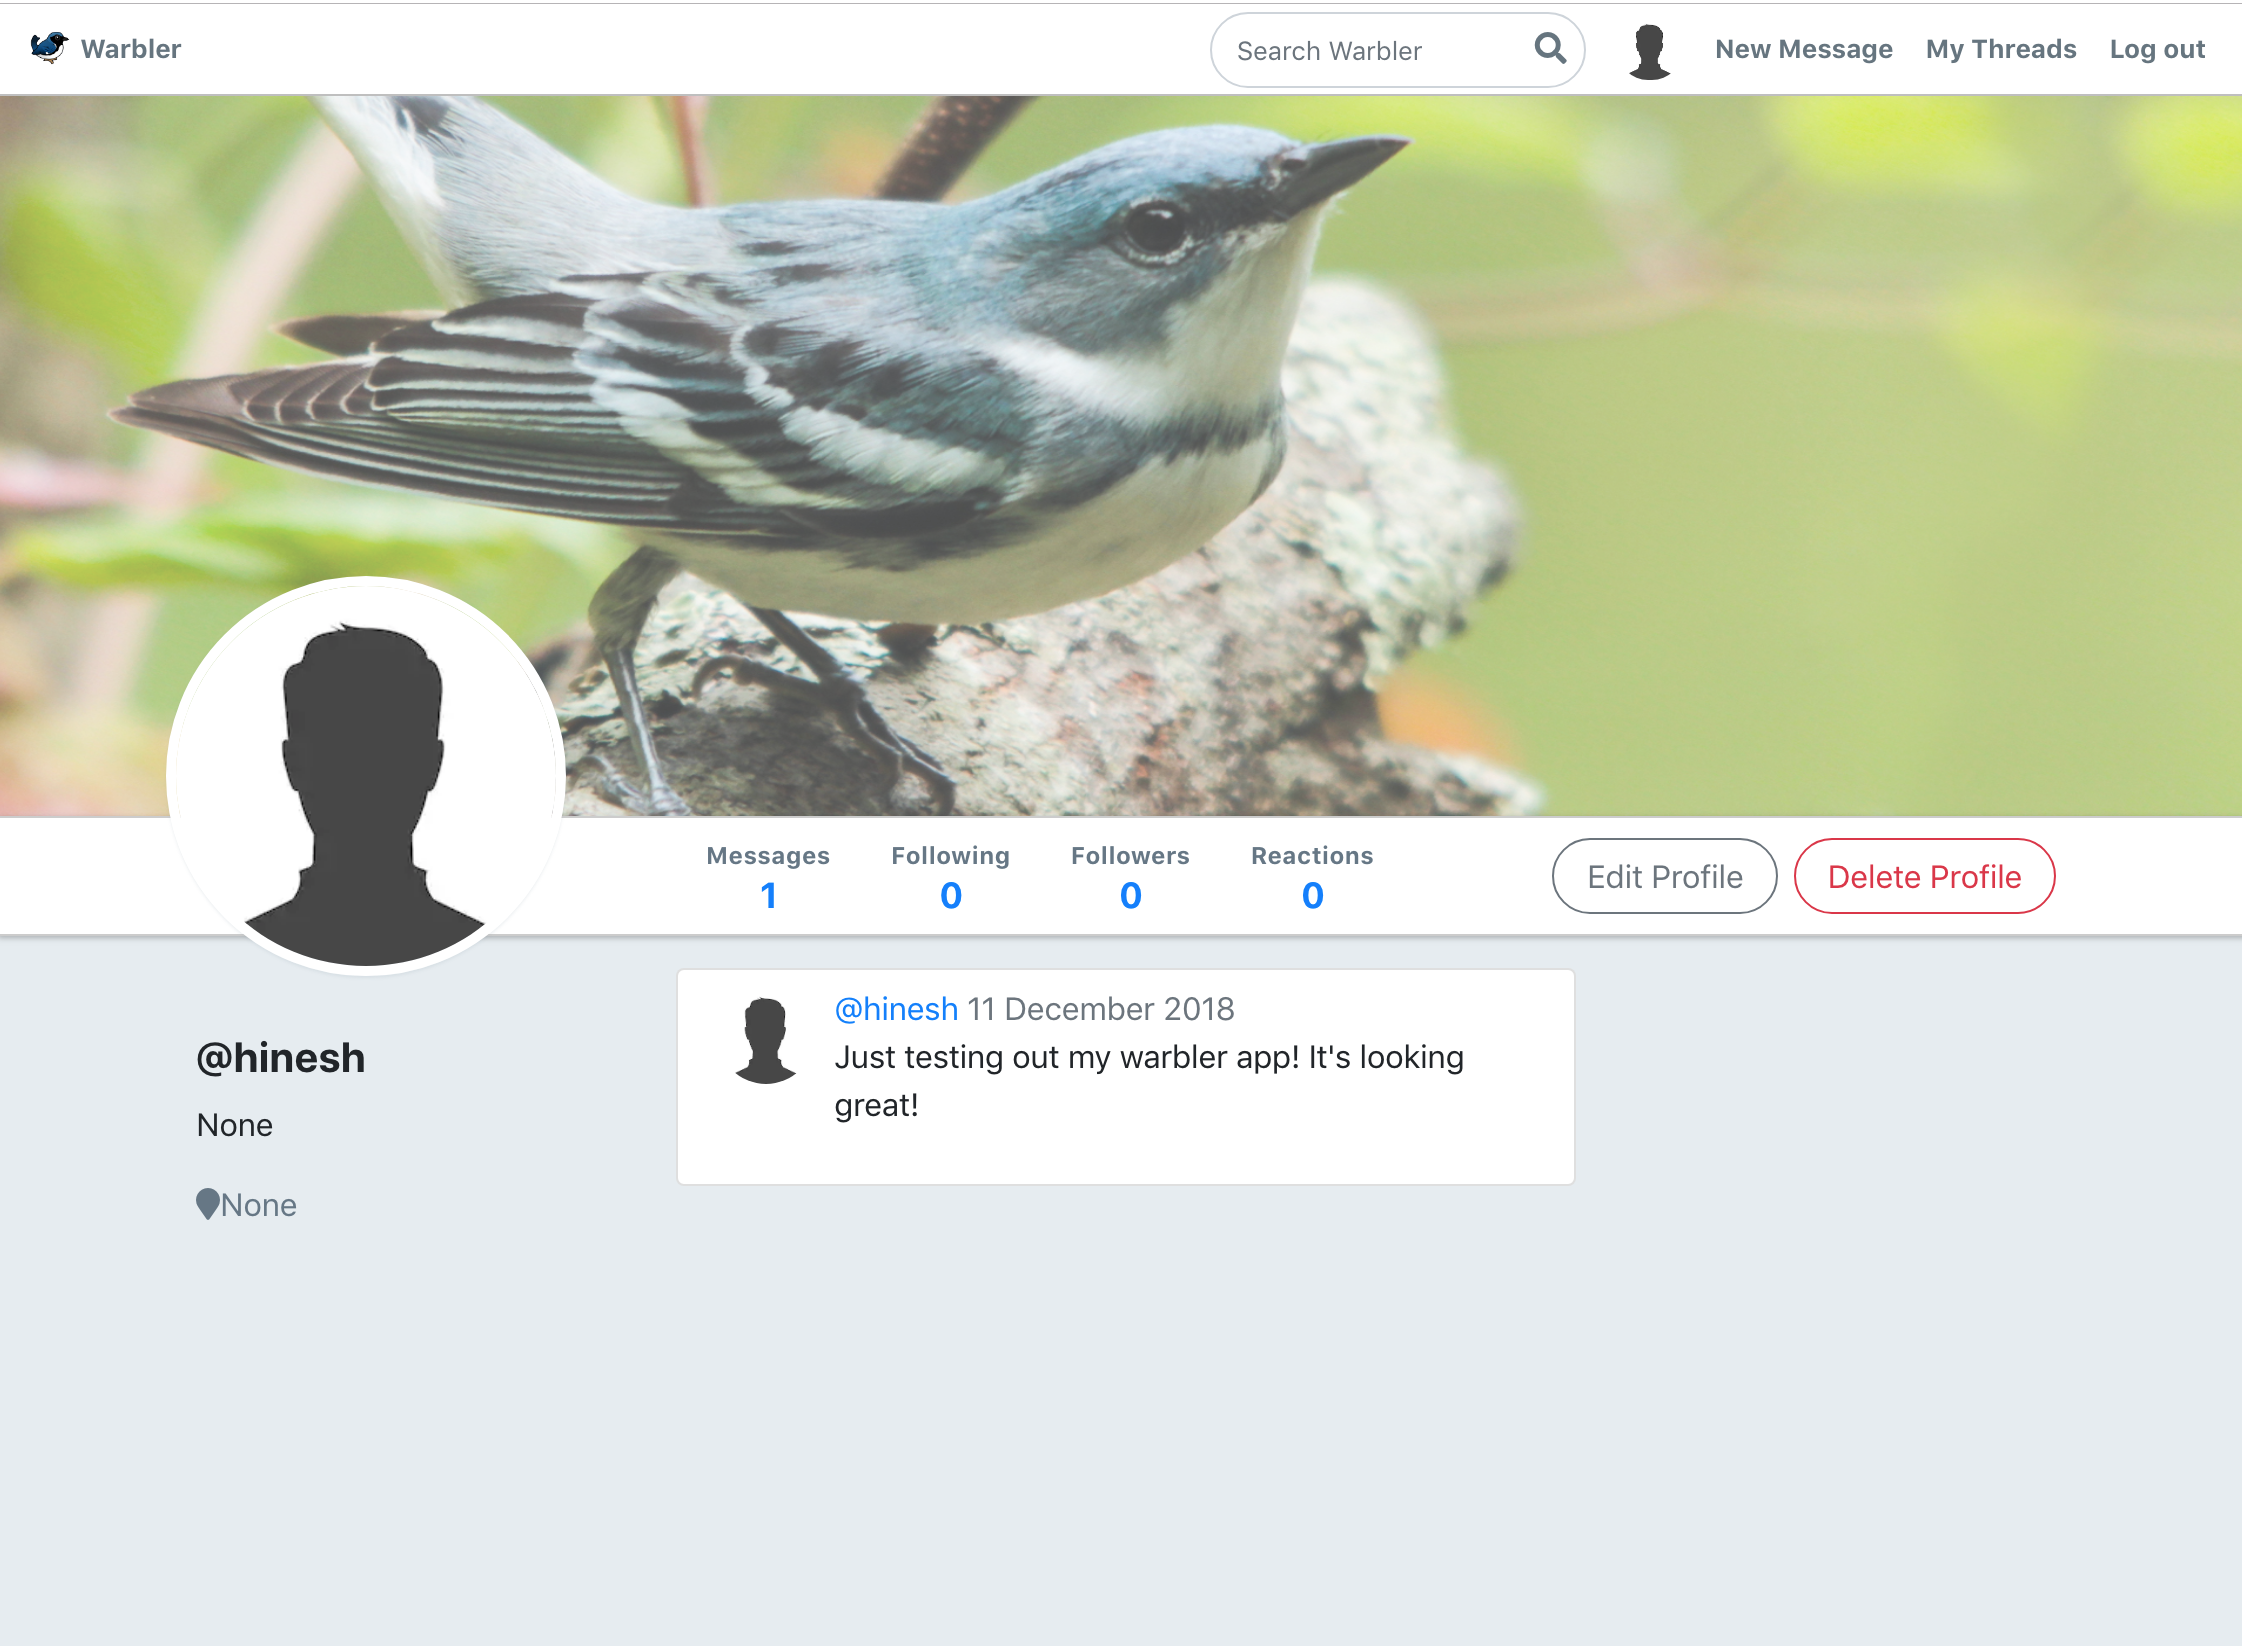 Warbler
Search Warbler
New Message
My Threads
Log out
Messages
1
Following
0
Followers
0
Reactions
0
Edit Profile
Delete Profile
@hinesh
None
None
@hinesh 11 December 2018
Just testing out my warbler app! It's looking
great!